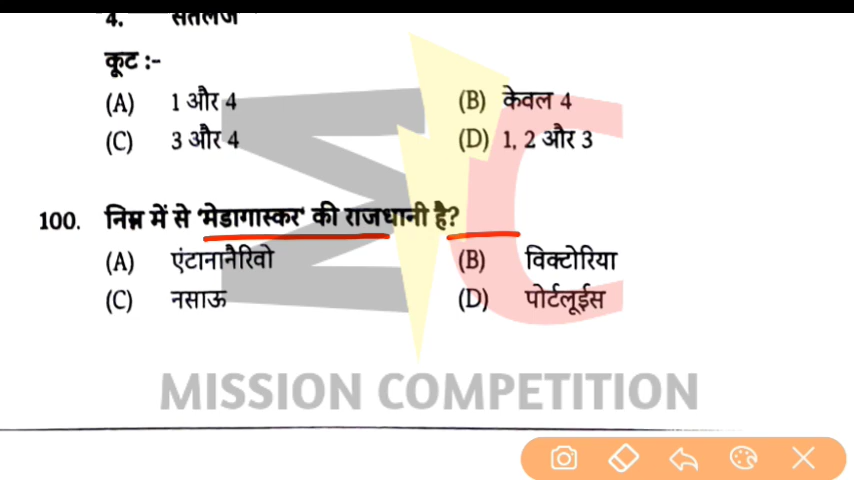 4. सतलज
कूट :-
(A) 1 और 4 (B) केवल 4
(C) 3 और 4 (D) 1, 2 और 3
100. निम्न में से 'मेडागास्कर' की राजधानी है?
(A) एंटानानैरिवो (B) विक्टोरिया
(C) नसाऊ (D) पोर्टलूईस
MISSION COMPETITION